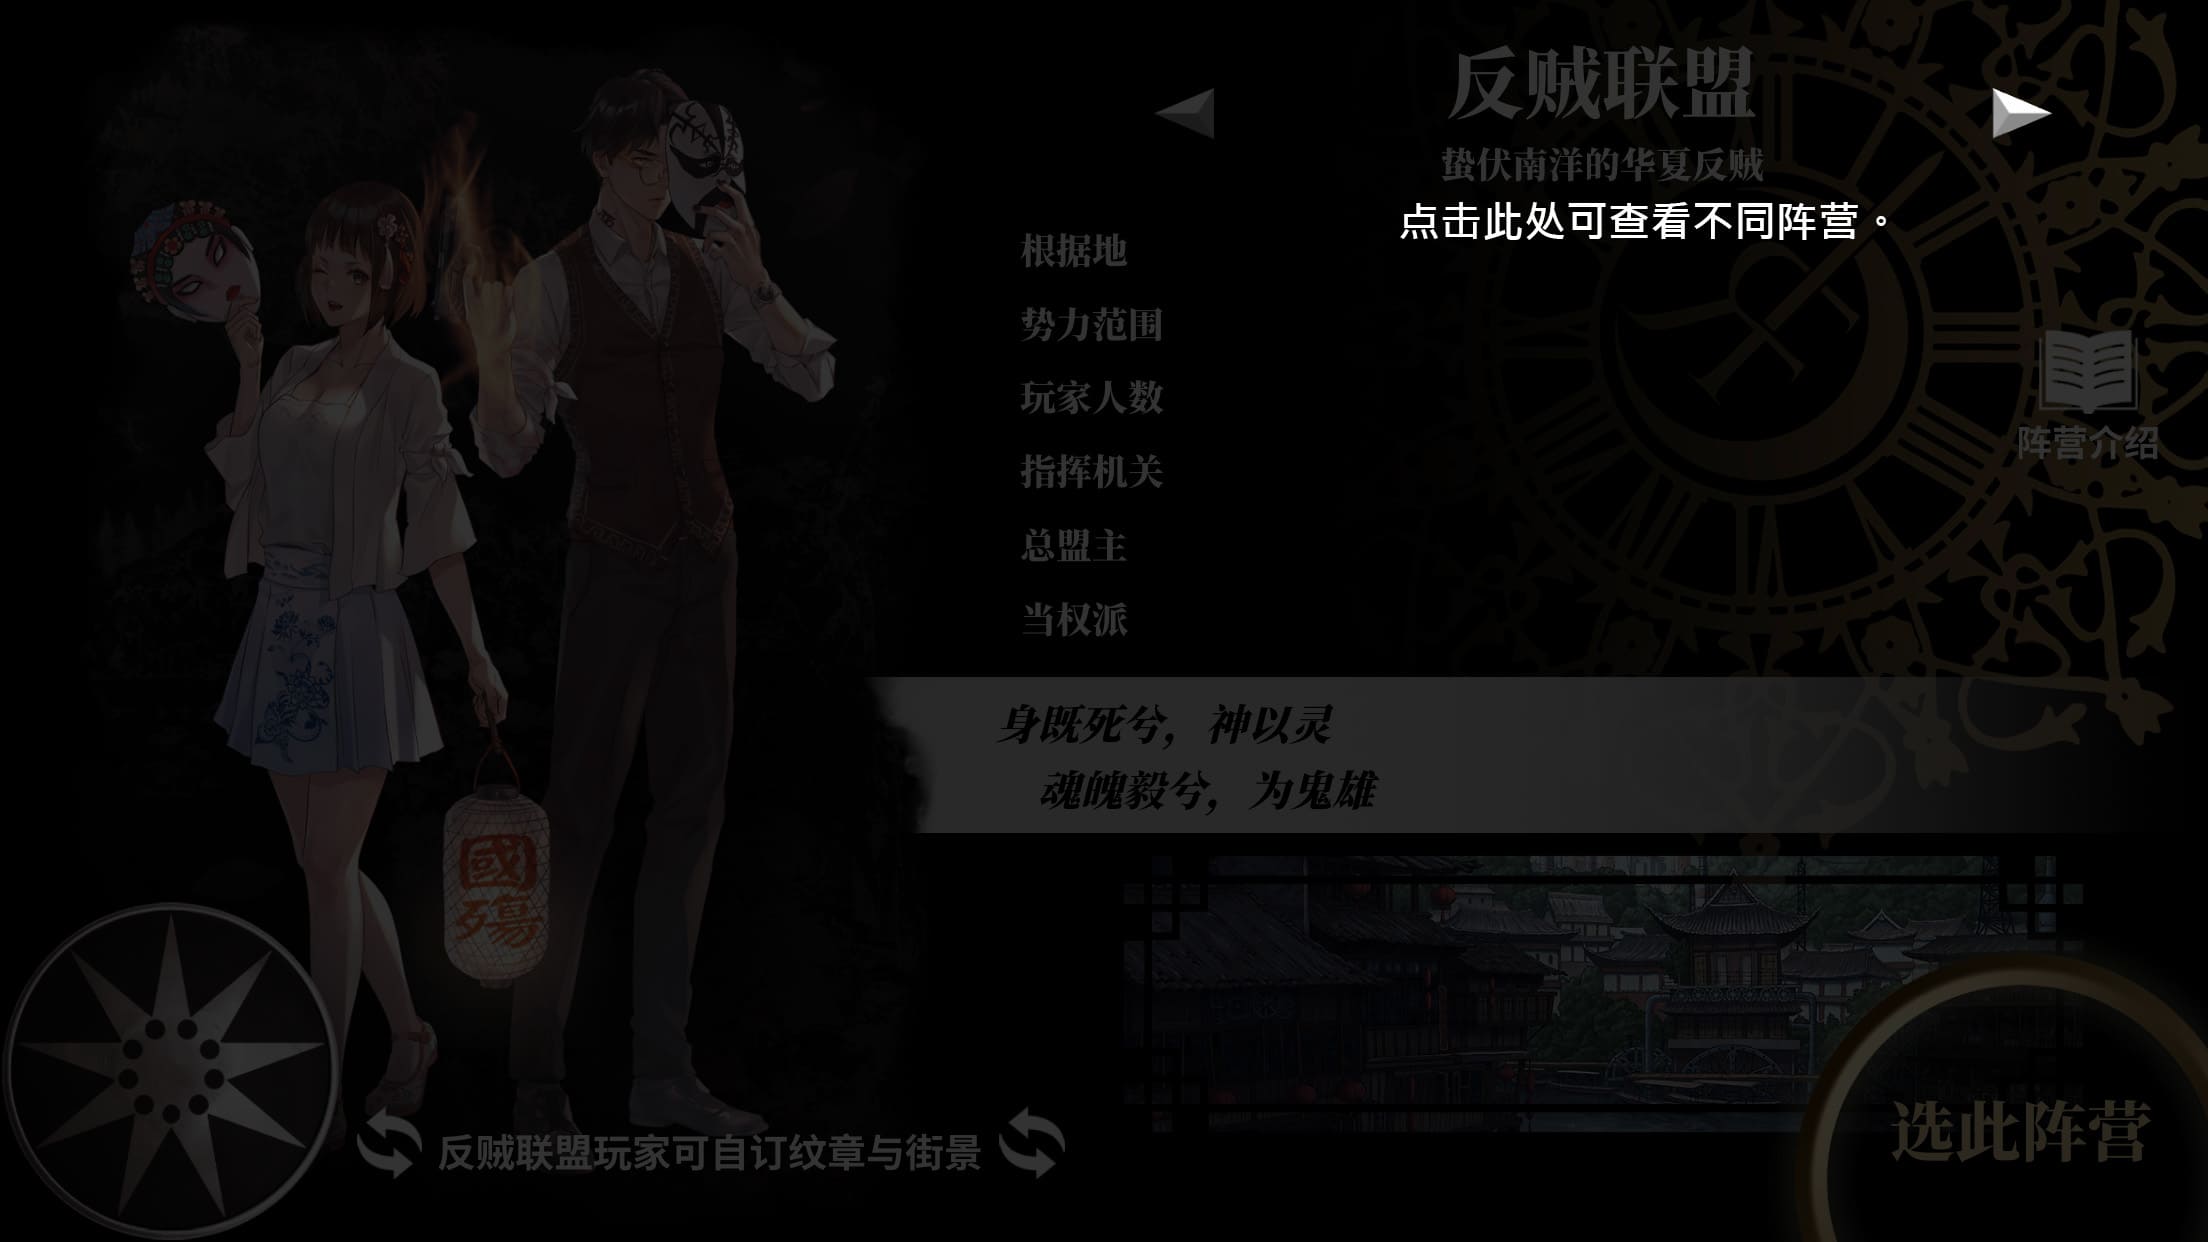 反贼联盟
蛰伏南洋的华夏反贼
点击此处可查看不同阵营。
根据地
势力范围
玩家人数
指挥机关
总盟主
当权派
阵营介绍
身既死兮，神以灵
魂魄毅兮，为鬼雄
國
殤
反贼联盟玩家可自订纹章与街景
选此阵营